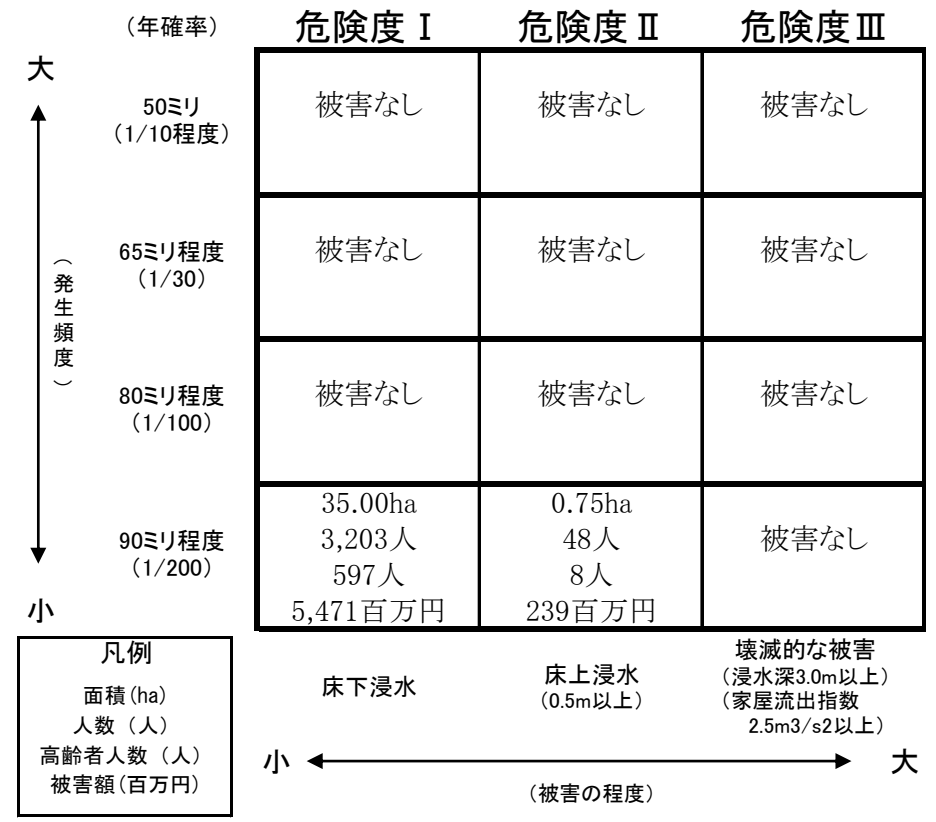 （年確率） 危険度Ⅰ 危険度Ⅱ 危険度Ⅲ
大
50ミリ
（1/10程度）
被害なし 被害なし 被害なし
65ミリ程度
（1/30）
被害なし 被害なし 被害なし
（発生頻度）
80ミリ程度
（1/100）
被害なし 被害なし 被害なし
90ミリ程度
（1/200）
35.00ha
3,203人
597人
5,471百万円
0.75ha
48人
8人
239百万円
被害なし
小
凡例
面積(ha)
人数（人）
高齢者人数（人）
被害額(百万円)
床下浸水
床上浸水
（0.5m以上）
壊滅的な被害
（浸水深3.0m以上）
（家屋流出指数
2.5m3/s2以上）
小 大
（被害の程度）